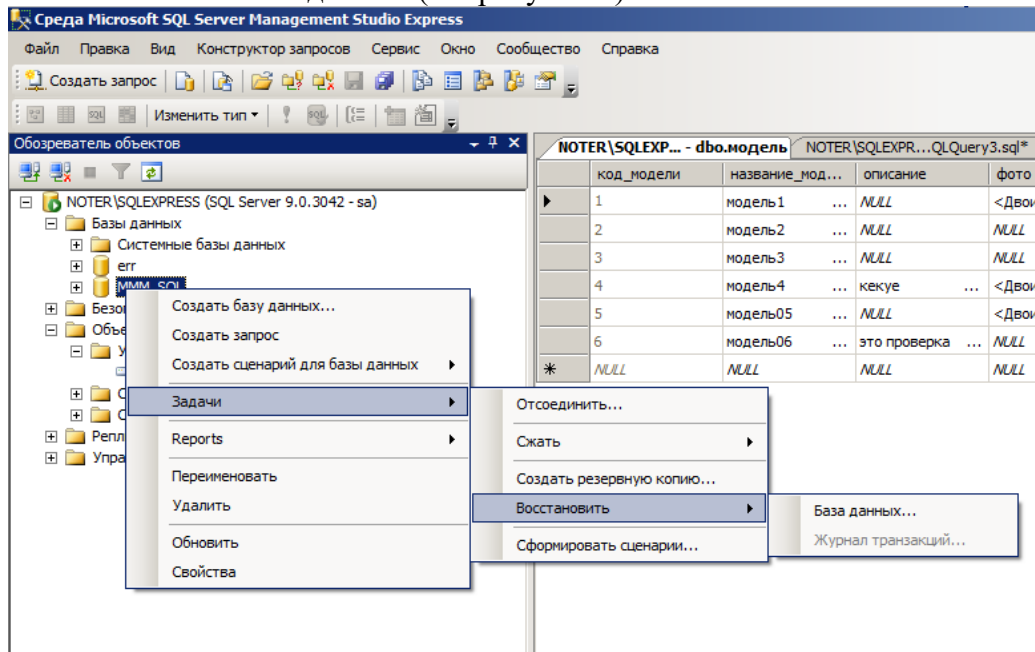 Среда Microsoft SQL Server Management Studio Express
Файл Правка Вид Конструктор запросов Сервис Окно Сообщество Справка
Создать запрос
Изменить тип
Обозреватель объектов
NOTER\SQLEXPRESS (SQL Server 9.0.3042 - sa)
Базы данных
Системные базы данных
err
MMM_SQL
Безо
Объе
У
С
С
Репл
Упра
Создать базу данных...
Создать запрос
Создать сценарий для базы данных
Задачи
Reports
Переименовать
Удалить
Обновить
Свойства
Отсоединить...
Сжать
Создать резервную копию...
Восстановить
Сформировать сценарии...
База данных...
Журнал транзакций...
NOTER\SQLEXP... - dbo.модель NOTER\SQLEXPR...QLQuery3.sql*
код_модели название_мод... описание фото
1 модель1 ... NULL <Двои
2 модель2 ... NULL NULL
3 модель3 ... NULL NULL
4 модель4 ... кекуе ... <Двои
5 модель05 ... NULL <Двои
6 модель06 ... это проверка ... NULL
NULL NULL NULL NULL